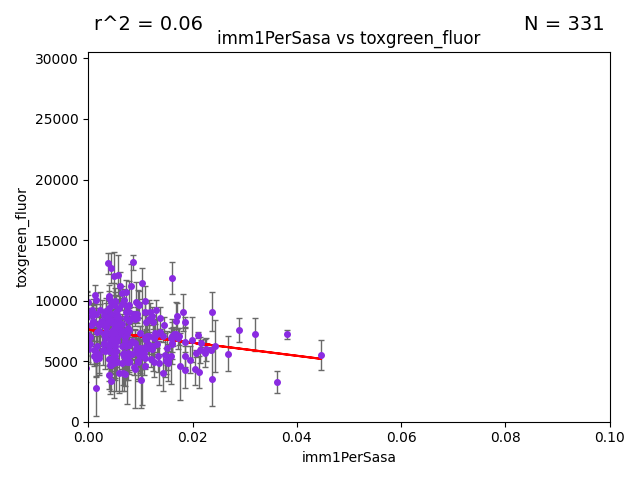 r^2 = 0.06
N = 331
imm1PerSasa vs toxgreen_fluor
30000
25000
20000
15000
10000
5000
0
toxgreen_fluor
0.00
0.02
0.04
0.06
0.08
0.10
imm1PerSasa